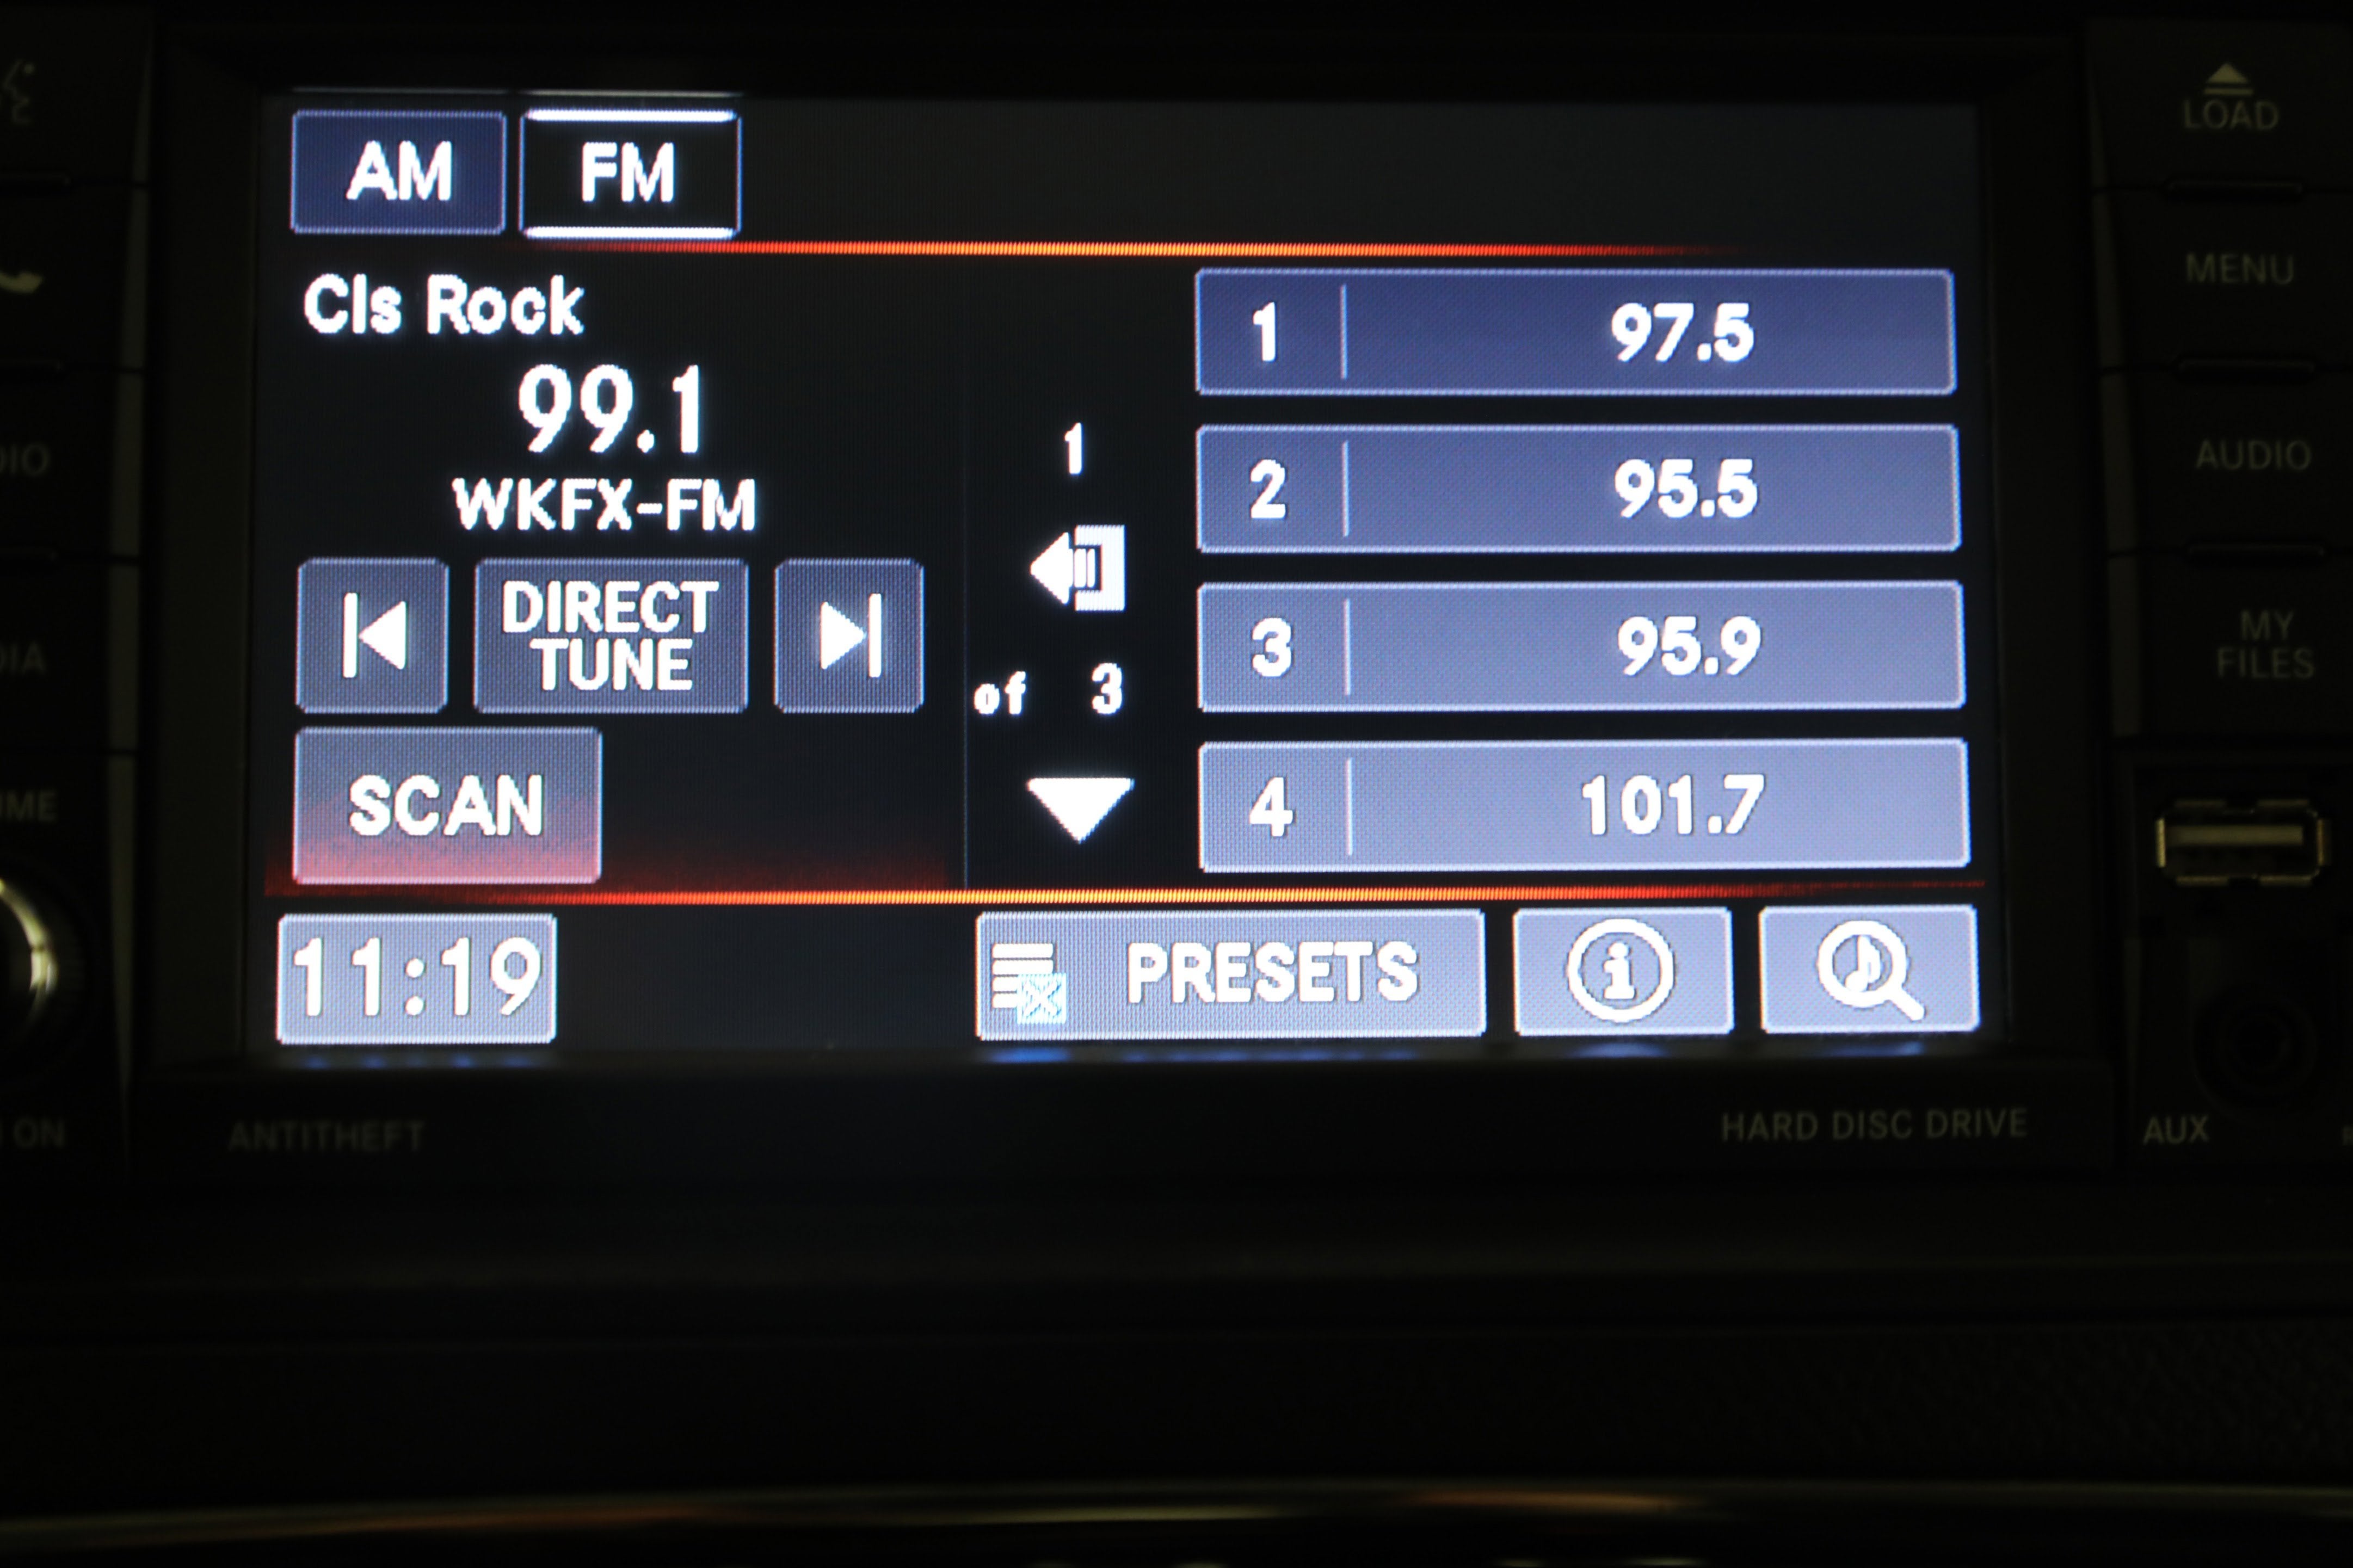 AM FM
Cls Rock
99.1
WKFX-FM
DIRECT
TUNE
SCAN
1
of 3
1 97.5
2 95.5
3 95.9
4 101.7
11:19
PRESETS
LOAD
MENU
AUDIO
MY
FILES
ON
ANTITHEFT
HARD DISC DRIVE
AUX